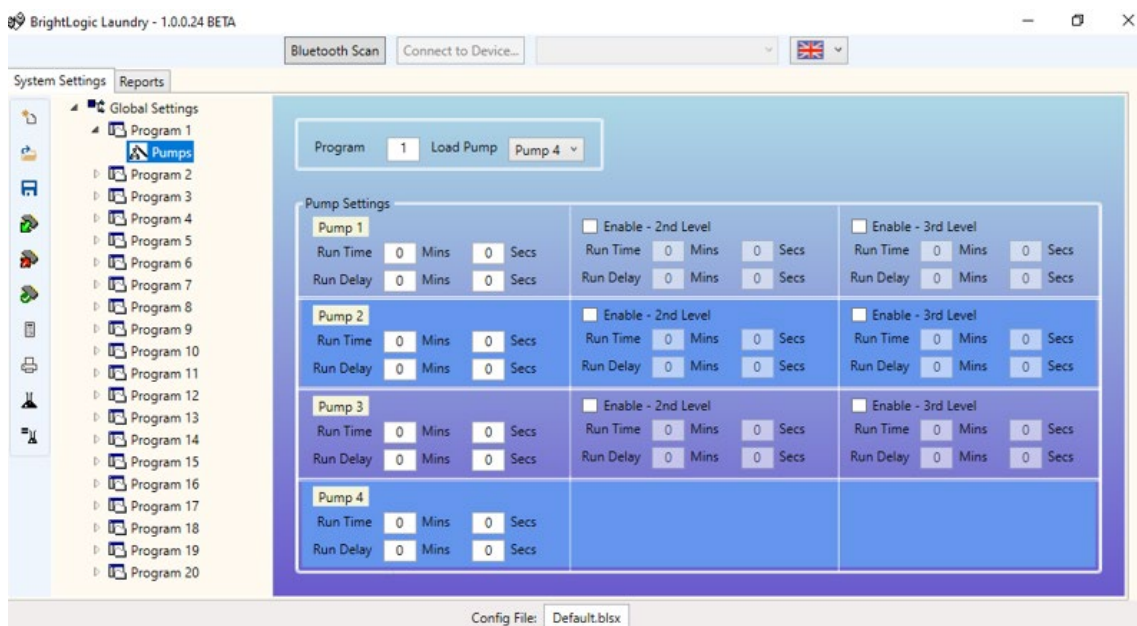 BrightLogic Laundry - 1.0.0.24 BETA
Bluetooth Scan Connect to Device...
System Settings Reports
Global Settings
Program 1
Pumps
Program 2
Program 3
Program 4
Program 5
Program 6
Program 7
Program 8
Program 9
Program 10
Program 11
Program 12
Program 13
Program 14
Program 15
Program 16
Program 17
Program 18
Program 19
Program 20
Program 1 Load Pump Pump 4
Pump Settings
Pump 1 Enable - 2nd Level Enable - 3rd Level
Run Time 0 Mins 0 Secs Run Time 0 Mins 0 Secs Run Time 0 Mins 0 Secs
Run Delay 0 Mins 0 Secs Run Delay 0 Mins 0 Secs Run Delay 0 Mins 0 Secs
Pump 2 Enable - 2nd Level Enable - 3rd Level
Run Time 0 Mins 0 Secs Run Time 0 Mins 0 Secs Run Time 0 Mins 0 Secs
Run Delay 0 Mins 0 Secs Run Delay 0 Mins 0 Secs Run Delay 0 Mins 0 Secs
Pump 3 Enable - 2nd Level Enable - 3rd Level
Run Time 0 Mins 0 Secs Run Time 0 Mins 0 Secs Run Time 0 Mins 0 Secs
Run Delay 0 Mins 0 Secs Run Delay 0 Mins 0 Secs Run Delay 0 Mins 0 Secs
Pump 4
Run Time 0 Mins 0 Secs
Run Delay 0 Mins 0 Secs
Config File: Default.blsx